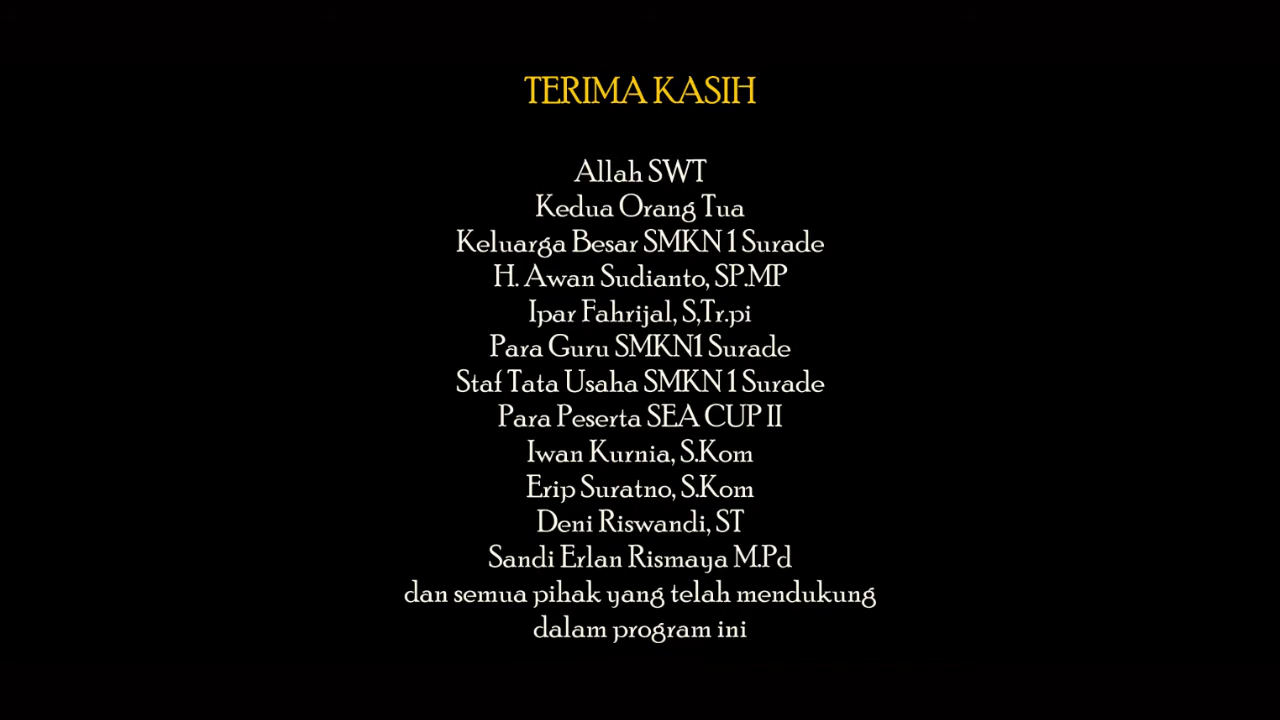 TERIMA KASIH
Allah SWT
Kedua Orang Tua
Keluarga Besar SMKN 1 Surade
H. Awan Sudianto, SP.MP
Ipar Fahrijal, S,Tr.pi
Para Guru SMKN1 Surade
Staf Tata Usaha SMKN 1 Surade
Para Peserta SEA CUP II
Iwan Kurnia, S.Kom
Erip Suratno, S.Kom
Deni Riswandi, ST
Sandi Erlan Rismaya M.Pd
dan semua pihak yang telah mendukung
dalam program ini